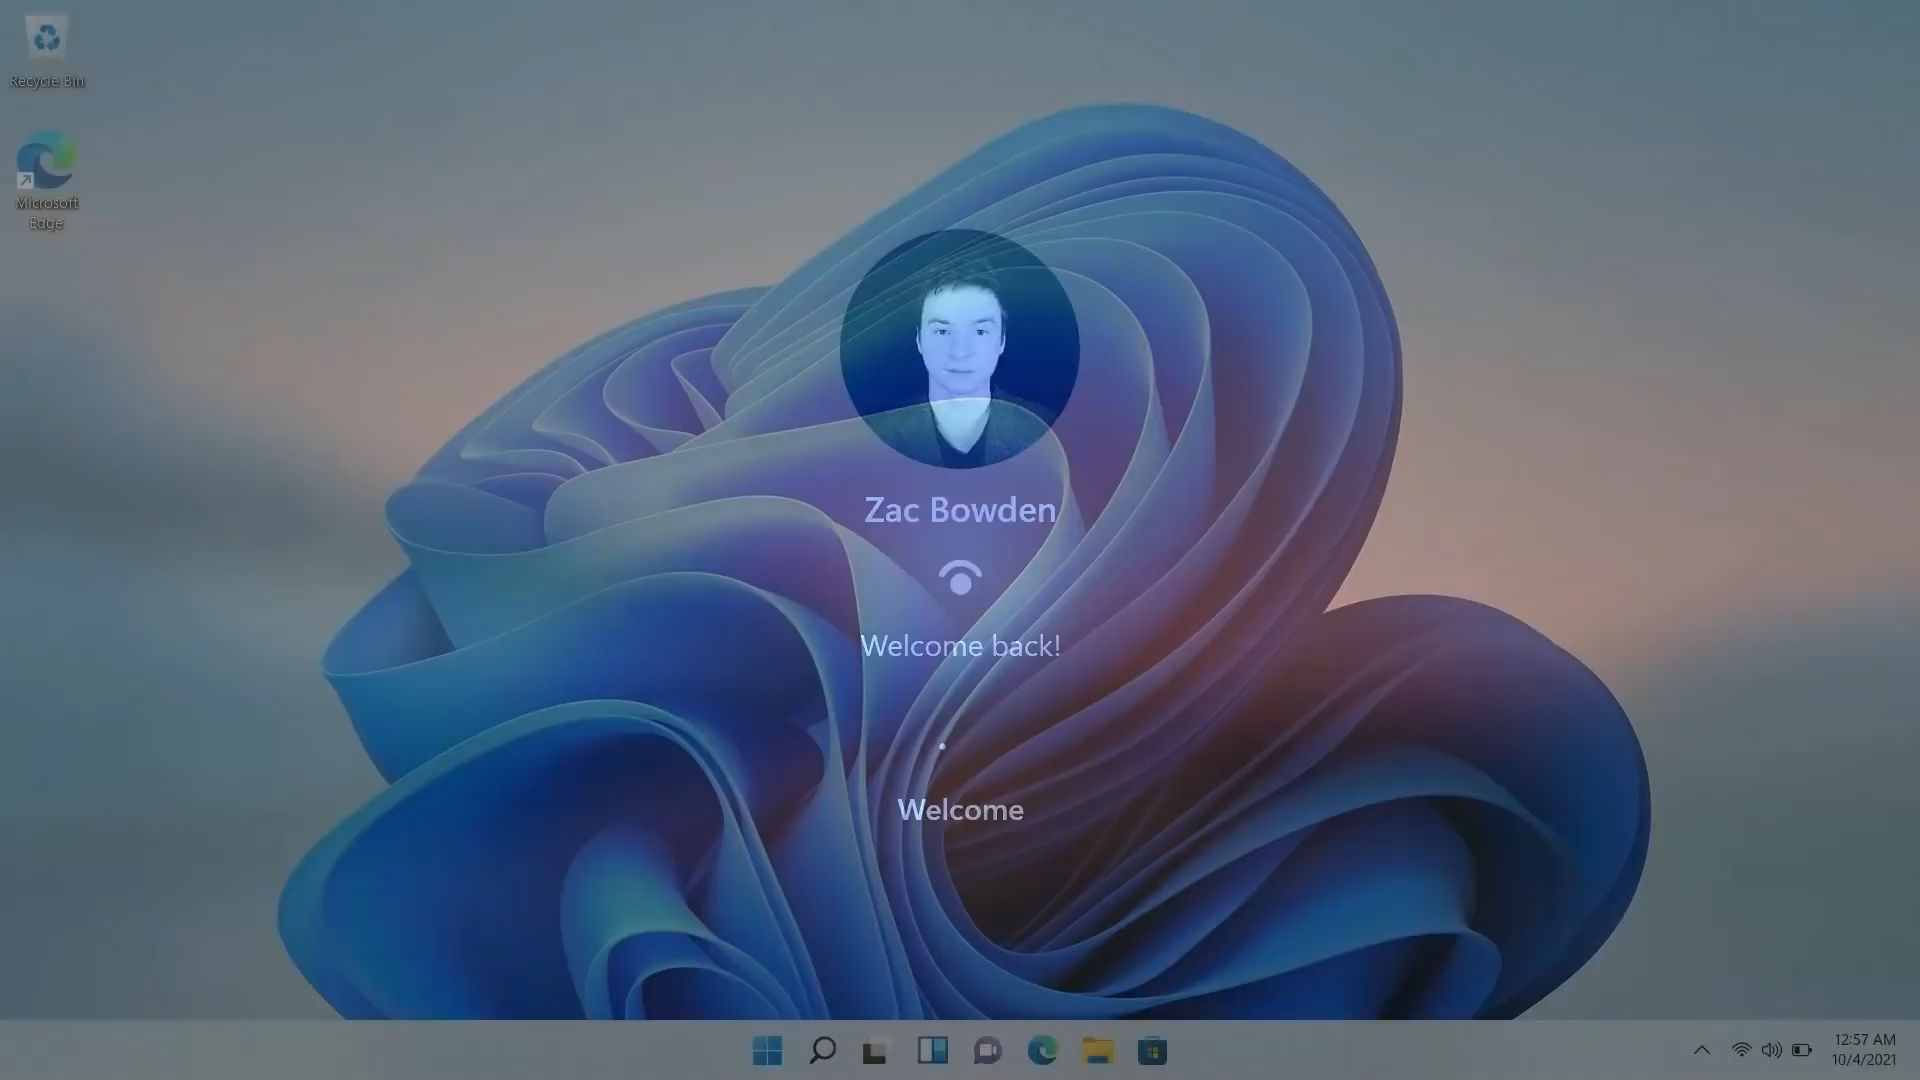 Recycle Bin
Microsoft
Edge
Zac Bowden
Welcome back!
Welcome
12:57 AM
10/4/2021